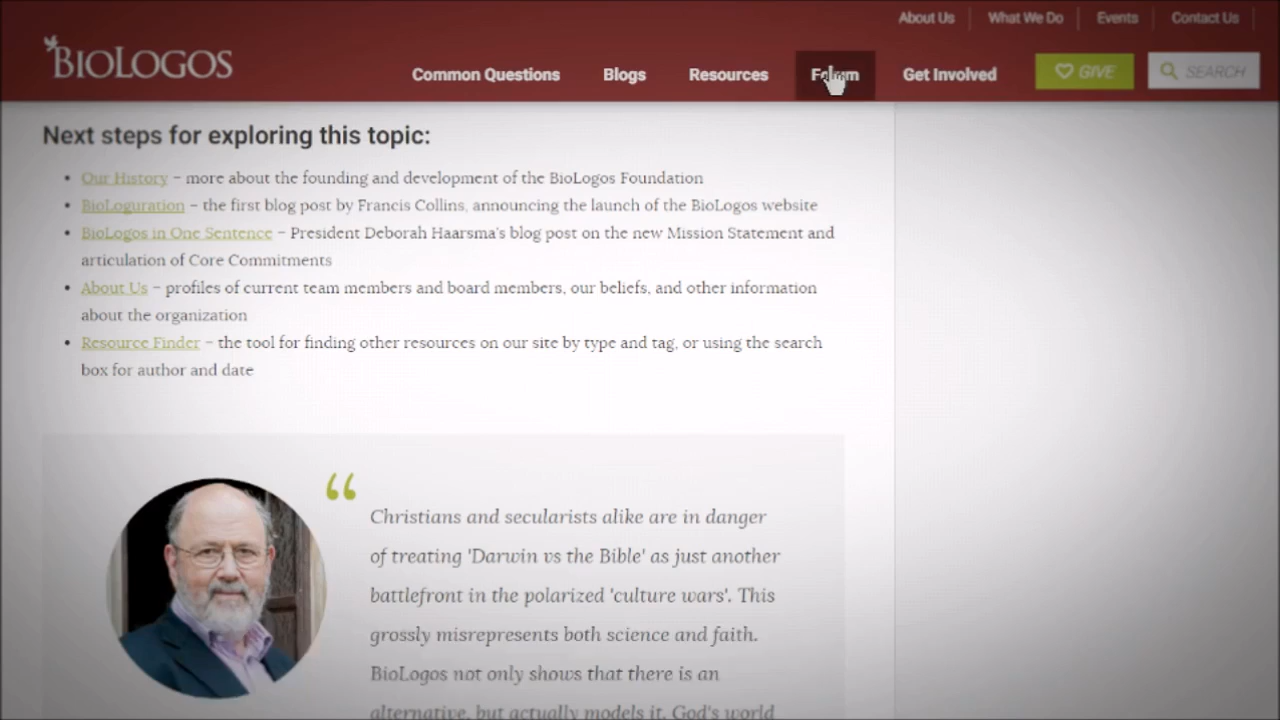 About Us
What We Do
Events
Contact Us
BIOLOGOS
Common Questions
Blogs
Resources
Get Involved
GIVE
SEARCH
Next steps for exploring this topic:
• Our History – more about the founding and development of the BioLogos Foundation
• BioLoguration – the first blog post by Francis Collins, announcing the launch of the BioLogos website
• BioLogos in One Sentence – President Deborah Haarsma's blog post on the new Mission Statement and
articulation of Core Commitments
• About Us – profiles of current team members and board members, our beliefs, and other information
about the organization
• Resource Finder – the tool for finding other resources on our site by type and tag, or using the search
box for author and date
“
Christians and secularists alike are in danger
of treating 'Darwin vs the Bible' as just another
battlefront in the polarized 'culture wars'. This
grossly misrepresents both science and faith.
BioLogos not only shows that there is an
alternative, but actually models it. God's world